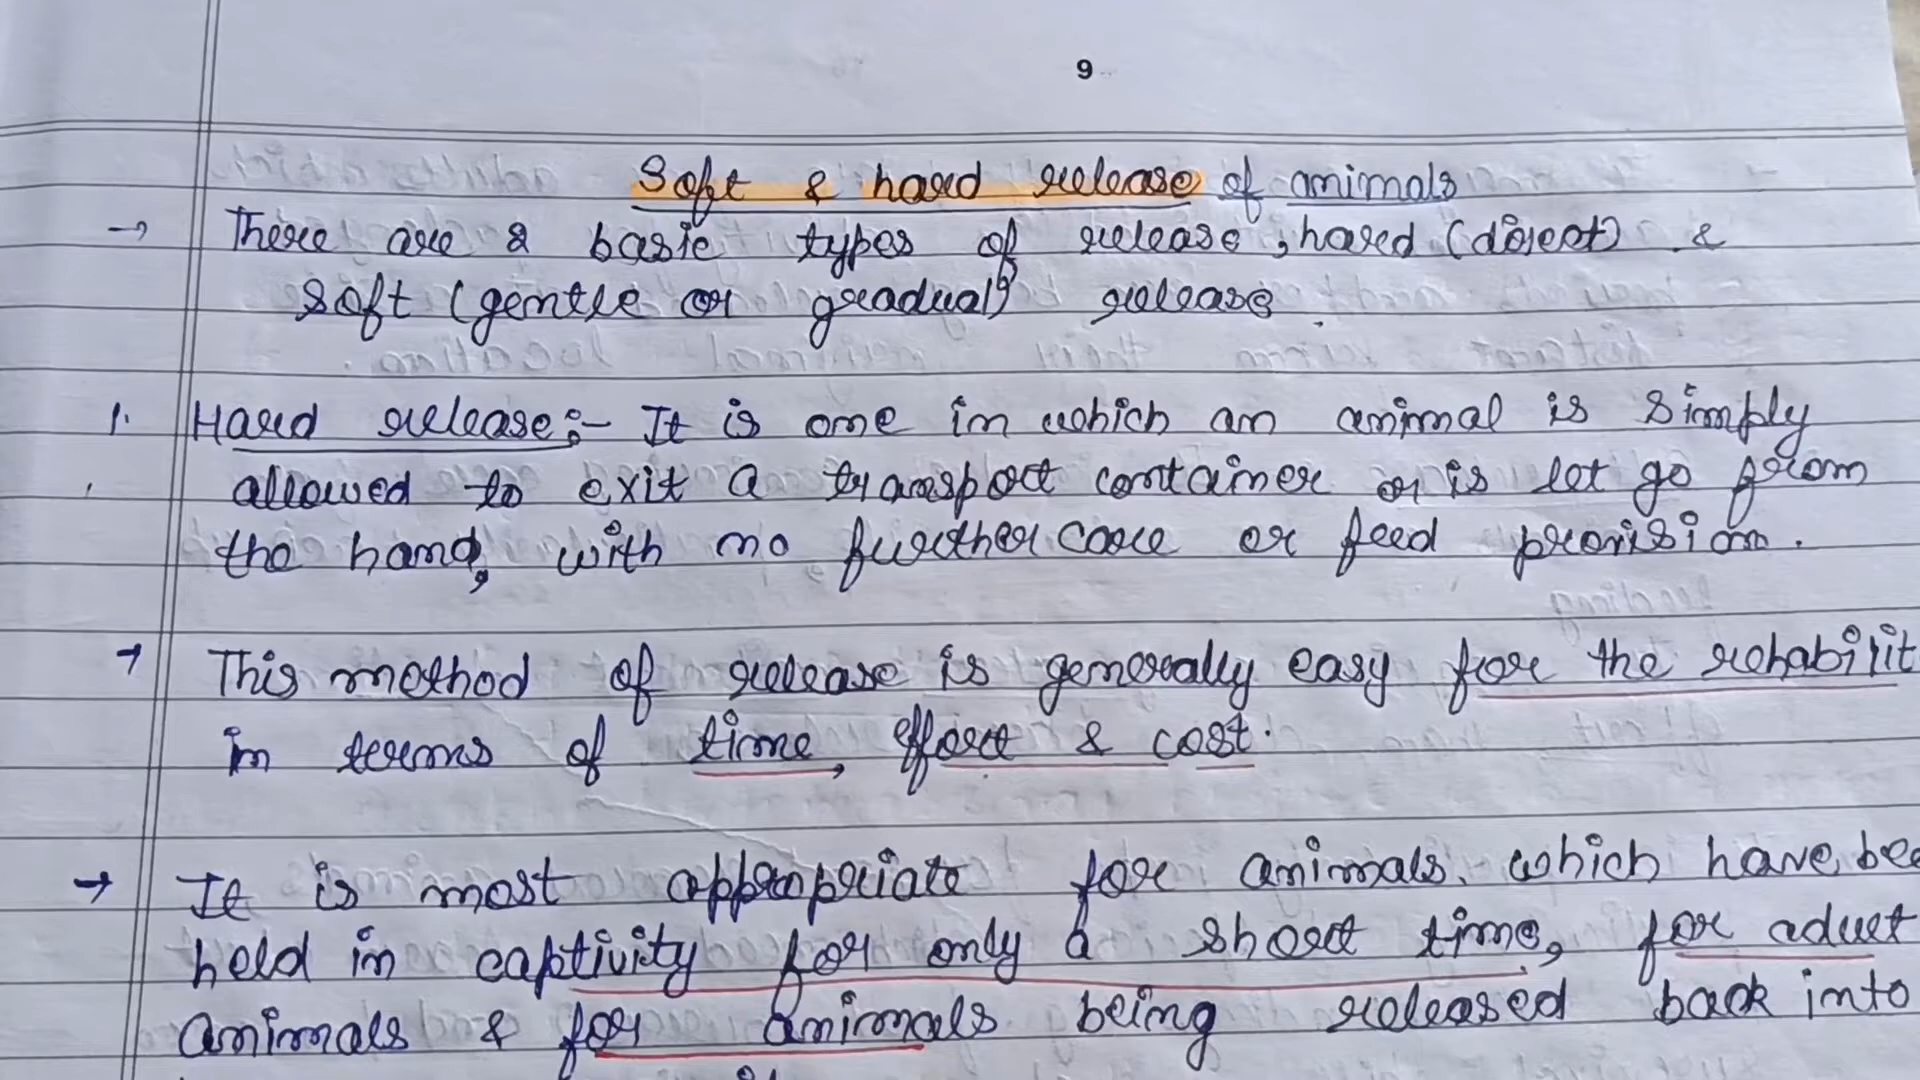 9
Soft & hard release of animals
→ There are 2 basic types of release, hard (direct) &
soft (gentle or gradual) release.
1. Hard release:- It is one in which an animal is simply
allowed to exit a transport container or is let go from
the hand, with no further care or feed provision.
→ This method of release is generally easy for the rehabilit
in terms of time, effort & cost.
→ It is most appropriate for animals which have bee
held in captivity for only a short time, for adult
animals & for animals being released back into